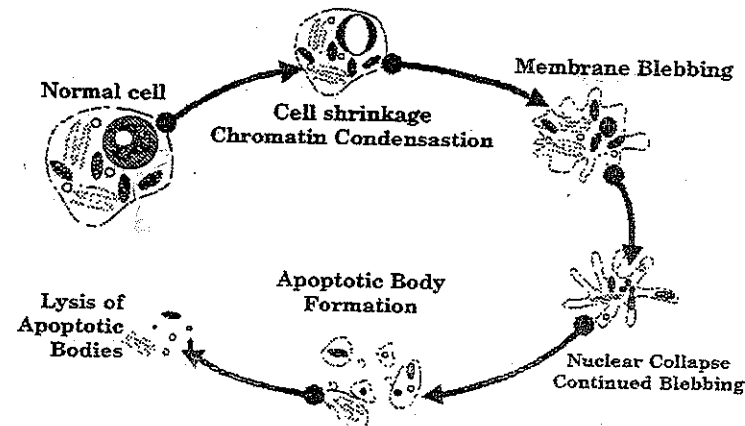 Normal cell
Cell shrinkage
Chromatin Condensastion
Membrane Blebbing
Nuclear Collapse
Continued Blebbing
Apoptotic Body
Formation
Lysis of
Apoptotic
Bodies